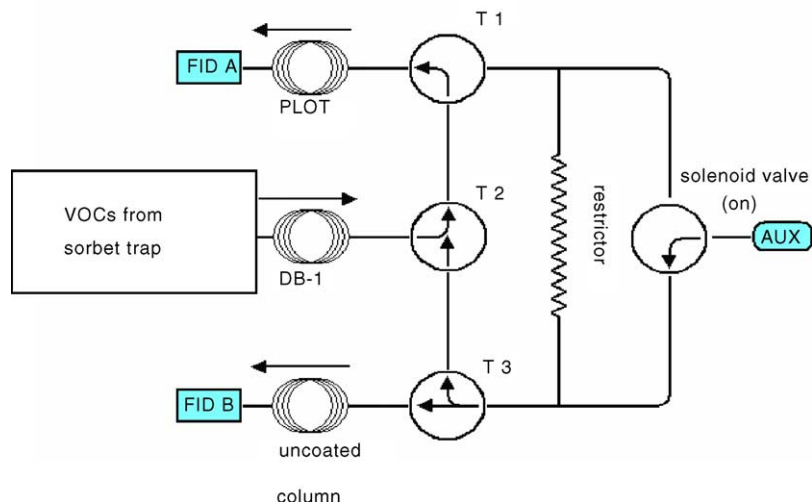 T 1
FID A
PLOT
solenoid valve
(on)
AUX
restrictor
VOCs from
sorbet trap
T 2
DB-1
T 3
FID B
uncoated
column